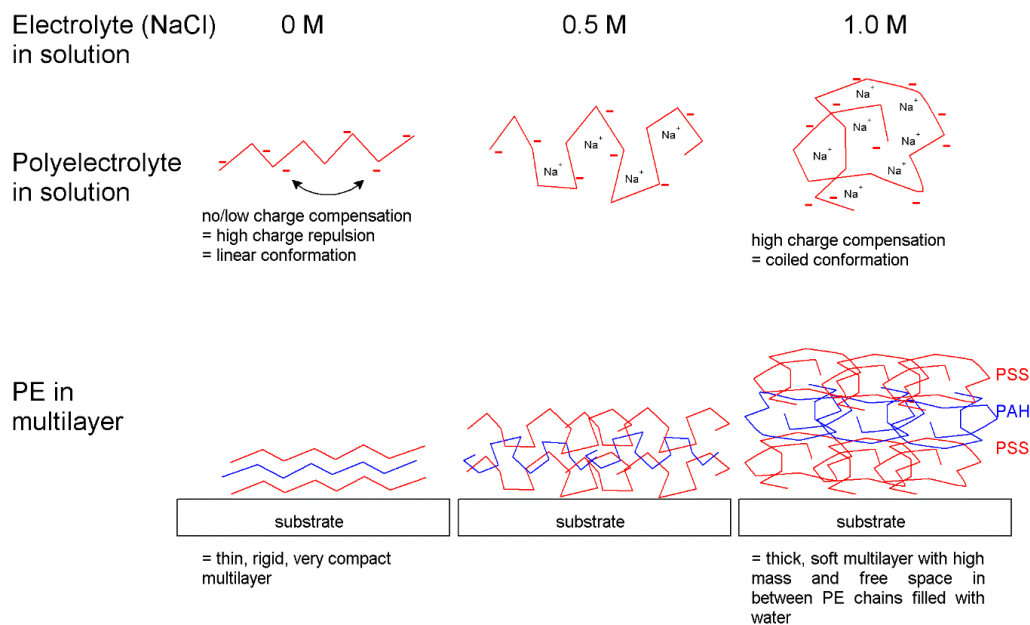 Electrolyte (NaCl) 0 M 0.5 M 1.0 M
in solution
Polyelectrolyte
in solution
- - - - - -
- - - - - - -
Na+ Na+ Na+ Na+
- - - - - - - - - - -
Na+ Na+ Na+ Na+ Na+ Na+ Na+
no/low charge compensation
= high charge repulsion
= linear conformation
high charge compensation
= coiled conformation
PE in
multilayer
PSS
PAH
PSS
substrate substrate substrate
= thin, rigid, very compact
multilayer
= thick, soft multilayer with high
mass and free space in
between PE chains filled with
water